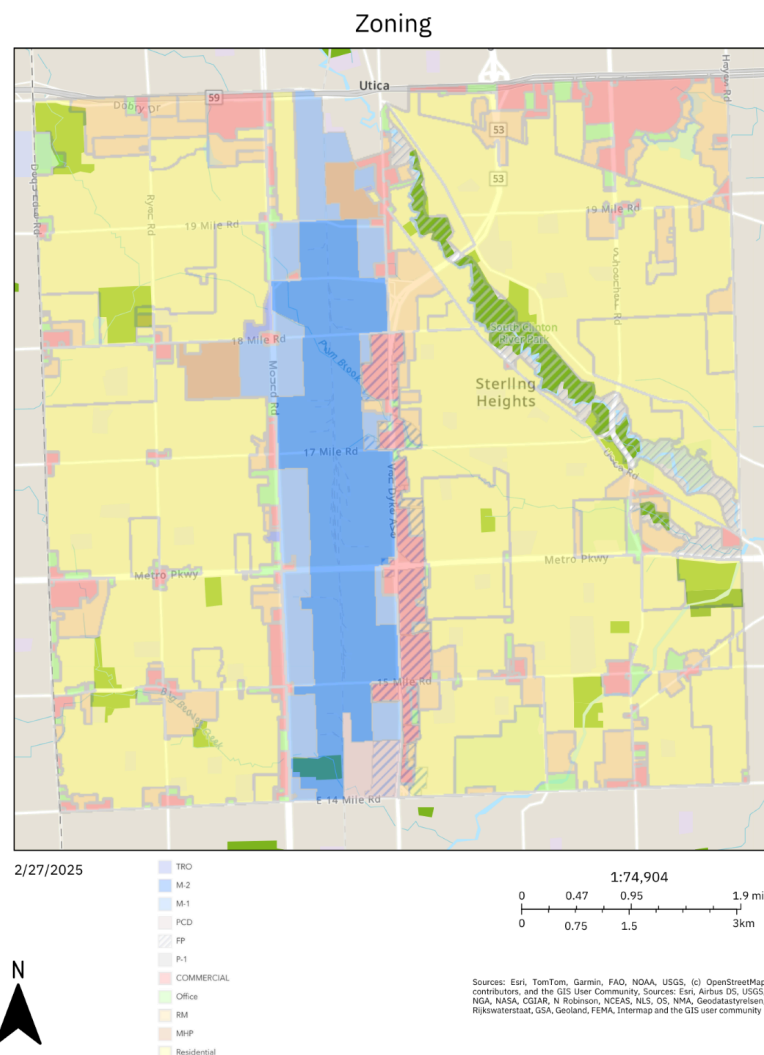 Zoning
Utica
59
Dobry Dr
53
53
19 Mile Rd
19 Mile Rd
18 Mile Rd
Plum Brook
Sterling
Heights
17 Mile Rd
Metro Pkwy
Metro Pkwy
15 Mile Rd
E 14 Mile Rd
2/27/2025
TRO
M-2
M-1
PCD
FP
P-1
COMMERCIAL
Office
RM
MHP
Residential
1:74,904
0 0.47 0.95 1.9 mi
0 0.75 1.5 3km
N
Sources: Esri, TomTom, Garmin, FAO, NOAA, USGS, (c) OpenStreetMap
contributors, and the GIS User Community, Sources: Esri, Airbus DS, USGS,
NGA, NASA, CGIAR, N Robinson, NCEAS, NLS, OS, NMA, Geodatastyrelsen,
Rijkswaterstaat, GSA, Geoland, FEMA, Intermap and the GIS user community